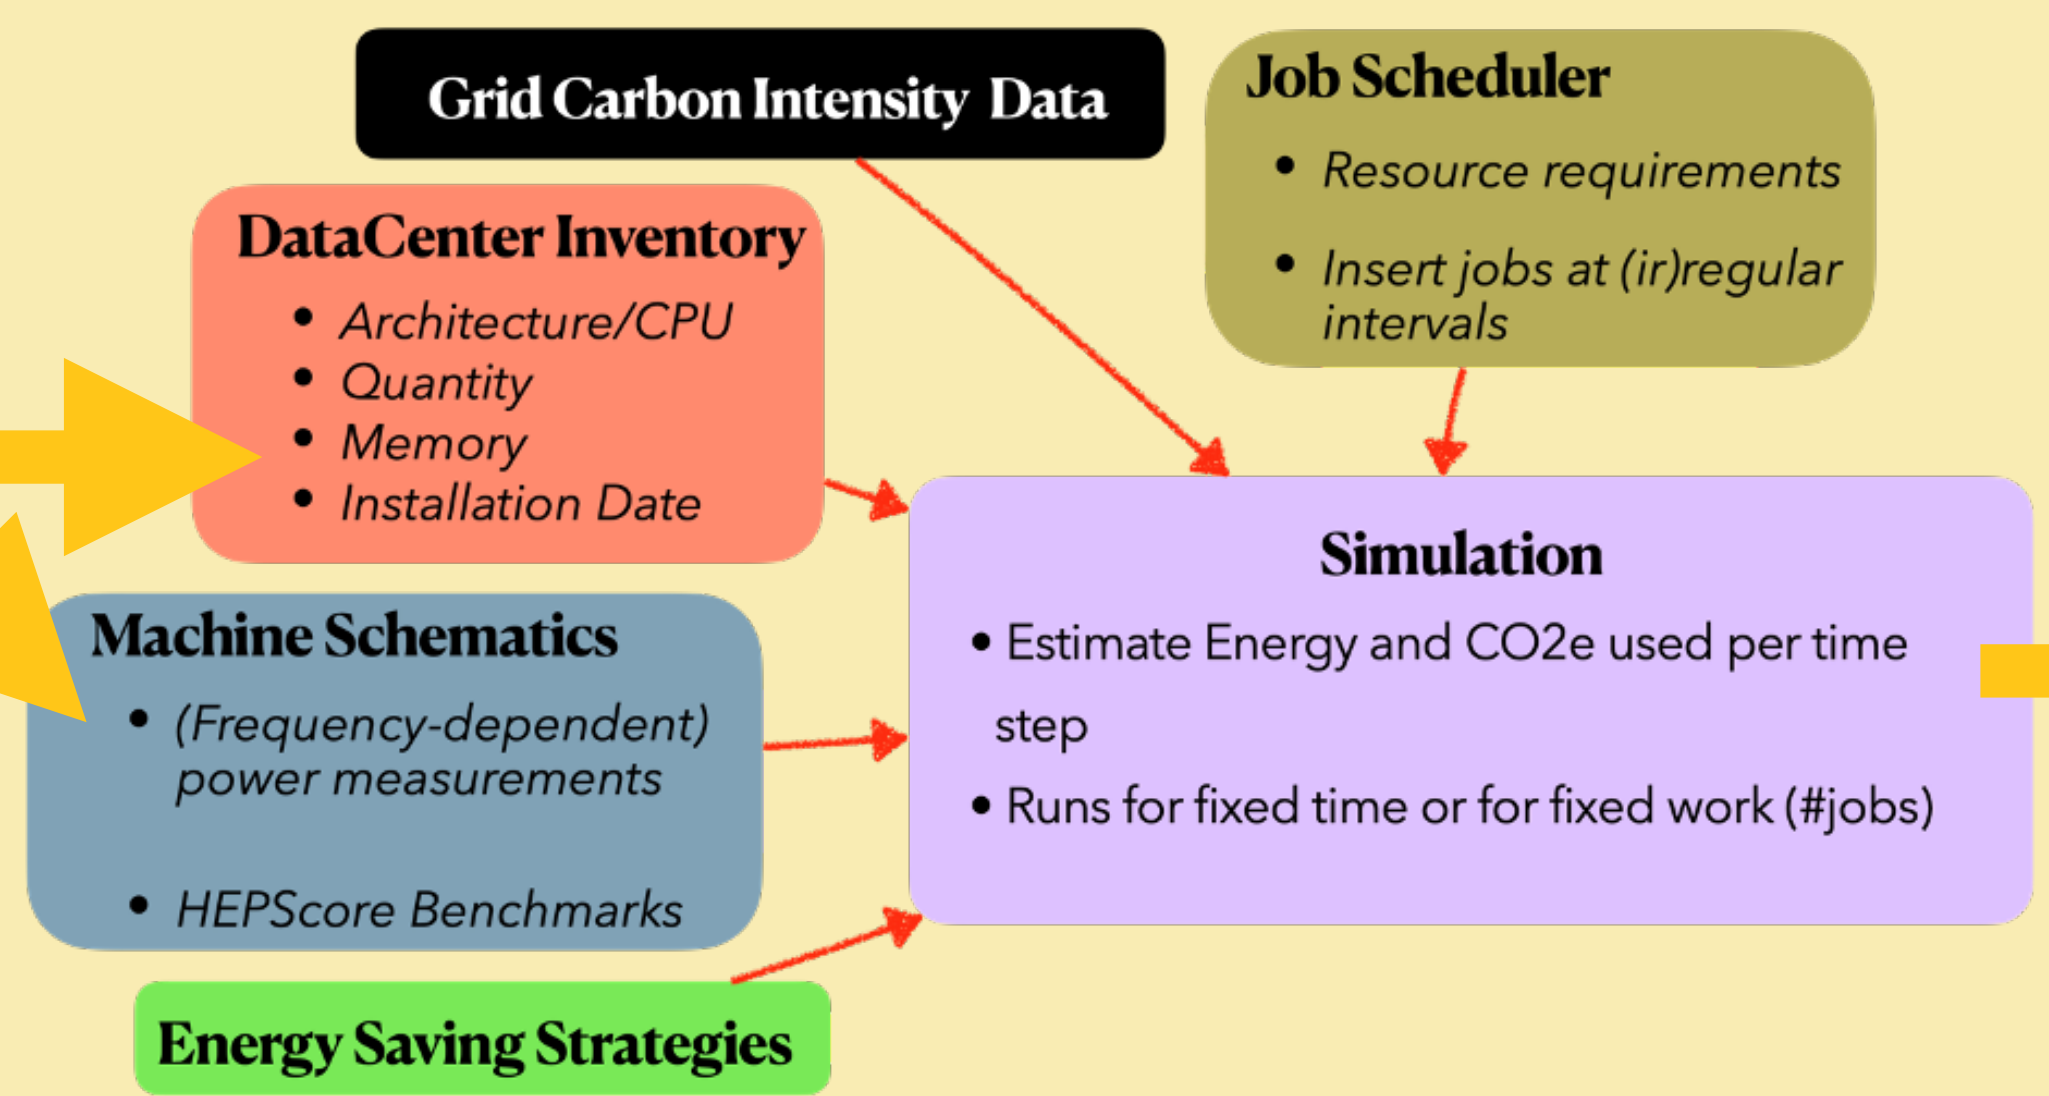 Grid Carbon Intensity Data
Job Scheduler
• Resource requirements
• Insert jobs at (ir)regular
intervals
DataCenter Inventory
• Architecture/CPU
• Quantity
• Memory
• Installation Date
Machine Schematics
• (Frequency-dependent)
power measurements
• HEPScore Benchmarks
Simulation
• Estimate Energy and CO2e used per time
step
• Runs for fixed time or for fixed work (#jobs)
Energy Saving Strategies